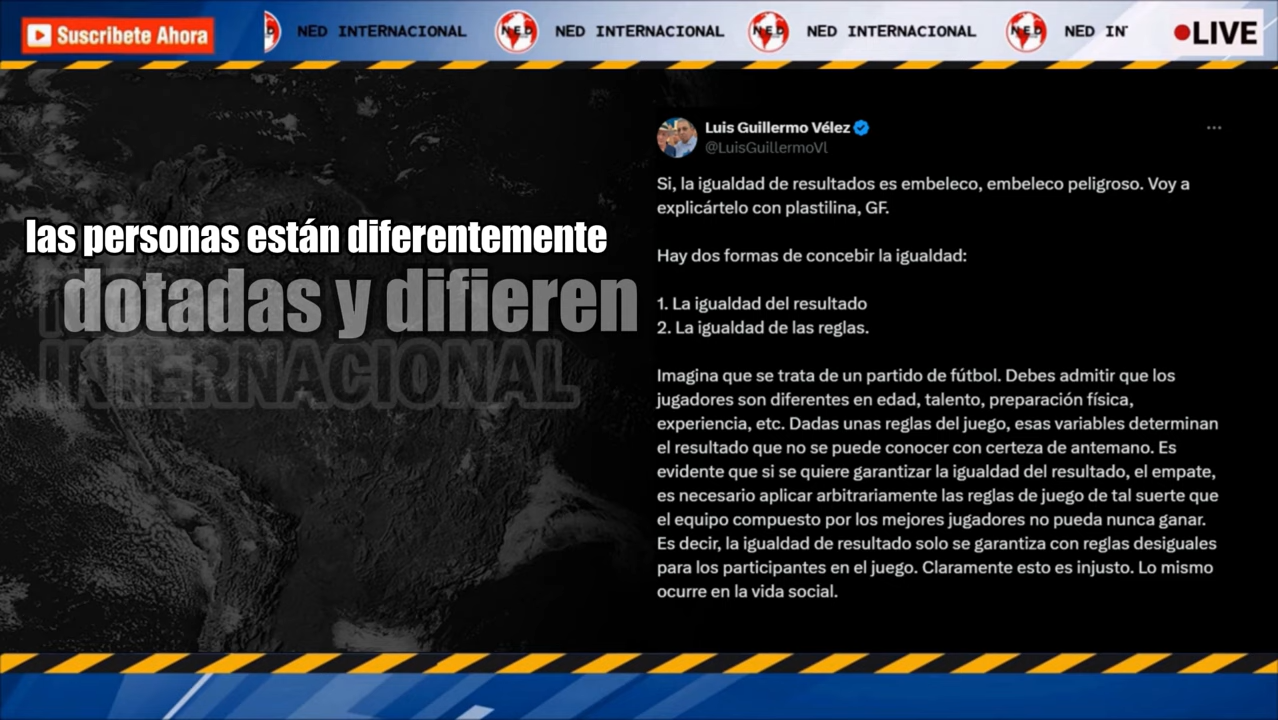 Suscribete Ahora
NED NED INTERNACIONAL NED NED INTERNACIONAL NED NED INTERNACIONAL NED NED IN
LIVE
Luis Guillermo Vélez
@LuisGuillermoVl
Si, la igualdad de resultados es embeleco, embeleco peligroso. Voy a
explicártelo con plastilina, GF.
Hay dos formas de concebir la igualdad:
1. La igualdad del resultado
2. La igualdad de las reglas.
Imagina que se trata de un partido de fútbol. Debes admitir que los
jugadores son diferentes en edad, talento, preparación física,
experiencia, etc. Dadas unas reglas del juego, esas variables determinan
el resultado que no se puede conocer con certeza de antemano. Es
evidente que si se quiere garantizar la igualdad del resultado, el empate,
es necesario aplicar arbitrariamente las reglas de juego de tal suerte que
el equipo compuesto por los mejores jugadores no pueda nunca ganar.
Es decir, la igualdad de resultado solo se garantiza con reglas desiguales
para los participantes en el juego. Claramente esto es injusto. Lo mismo
ocurre en la vida social.
las personas están diferentemente
dotadas y difieren
INTERNACIONAL